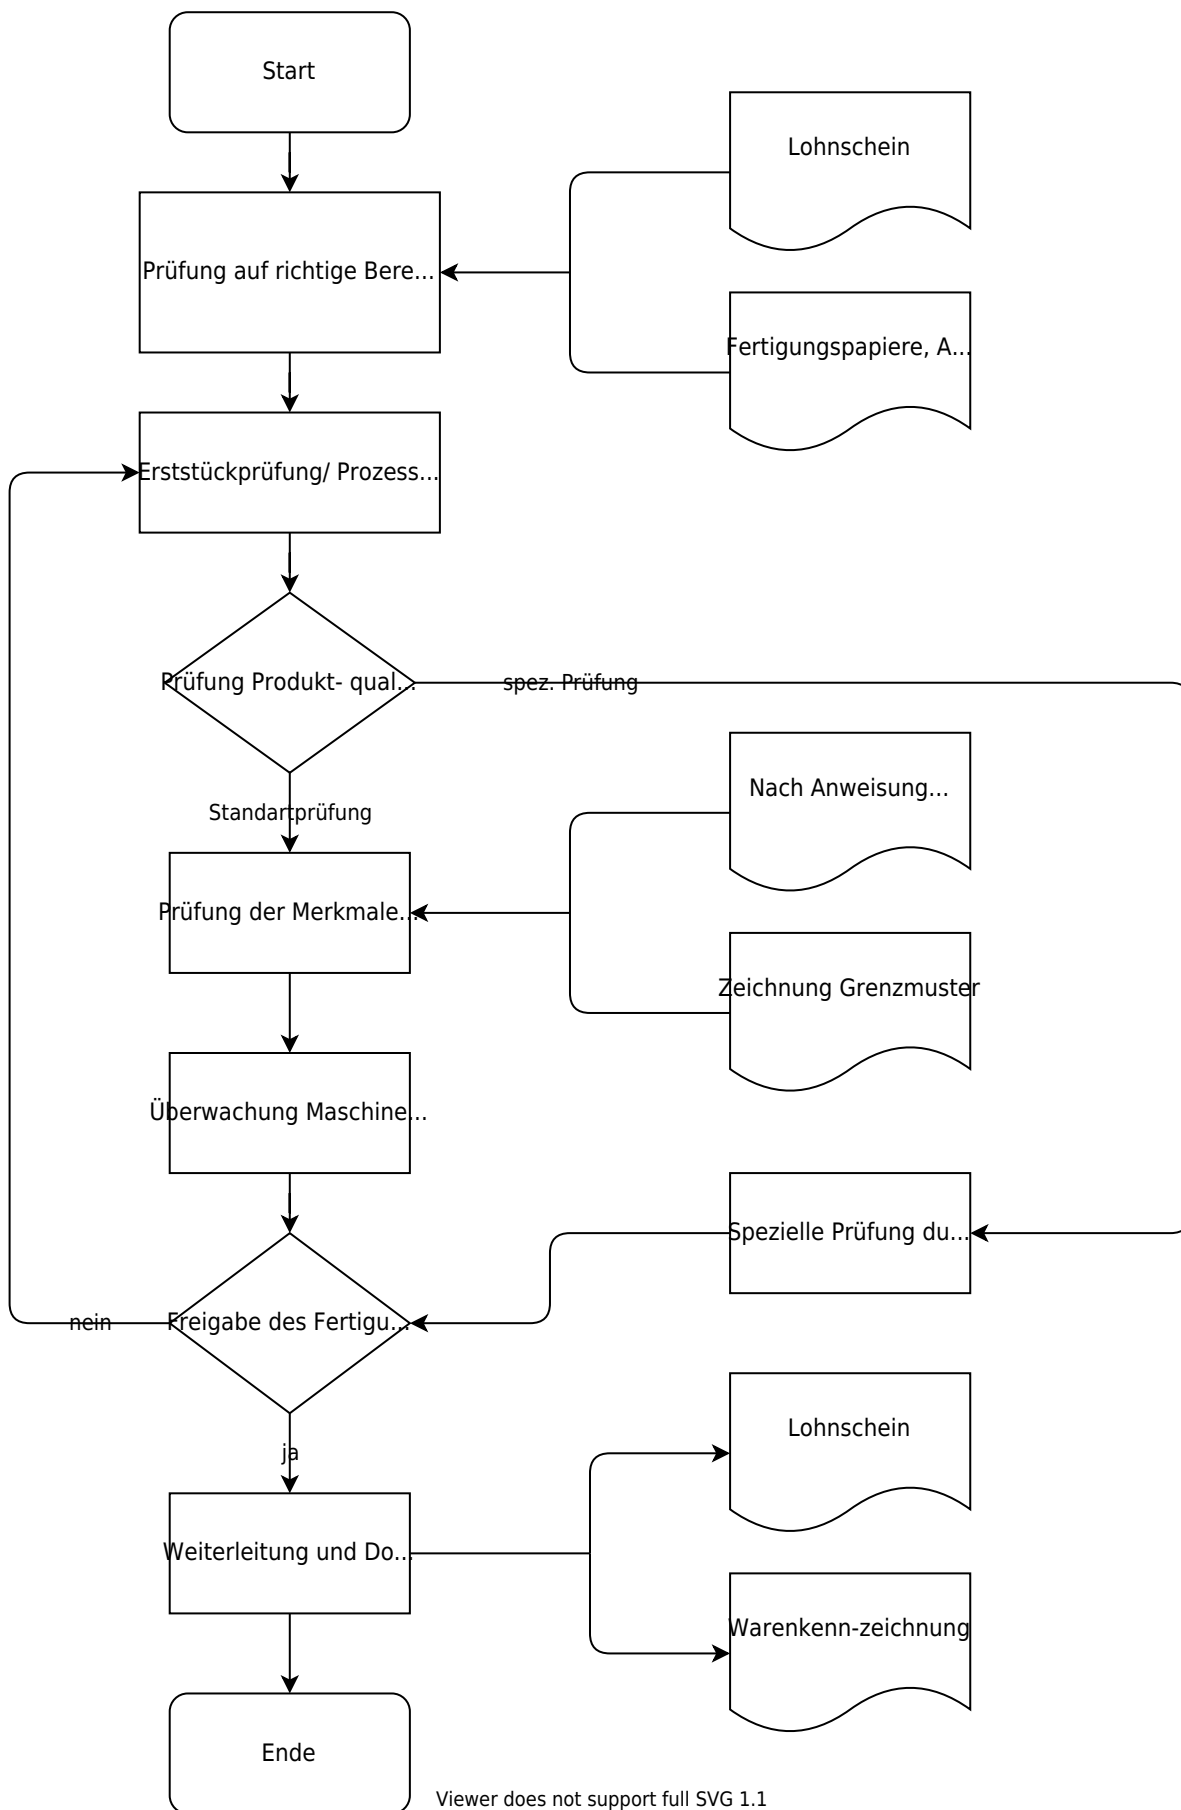 Start
Lohnschein
Prüfung auf richtige Bere...
Fertigungspapiere, A...
Erststückprüfung/ Prozess...
Prüfung Produkt- qual...
spez. Prüfung
Standartprüfung
Nach Anweisung...
Prüfung der Merkmale...
Zeichnung Grenzmuster
Überwachung Maschine...
Spezielle Prüfung du...
nein
Freigabe des Fertigu...
ja
Lohnschein
Weiterleitung und Do...
Warenkenn-zeichnung
Ende
Viewer does not support full SVG 1.1